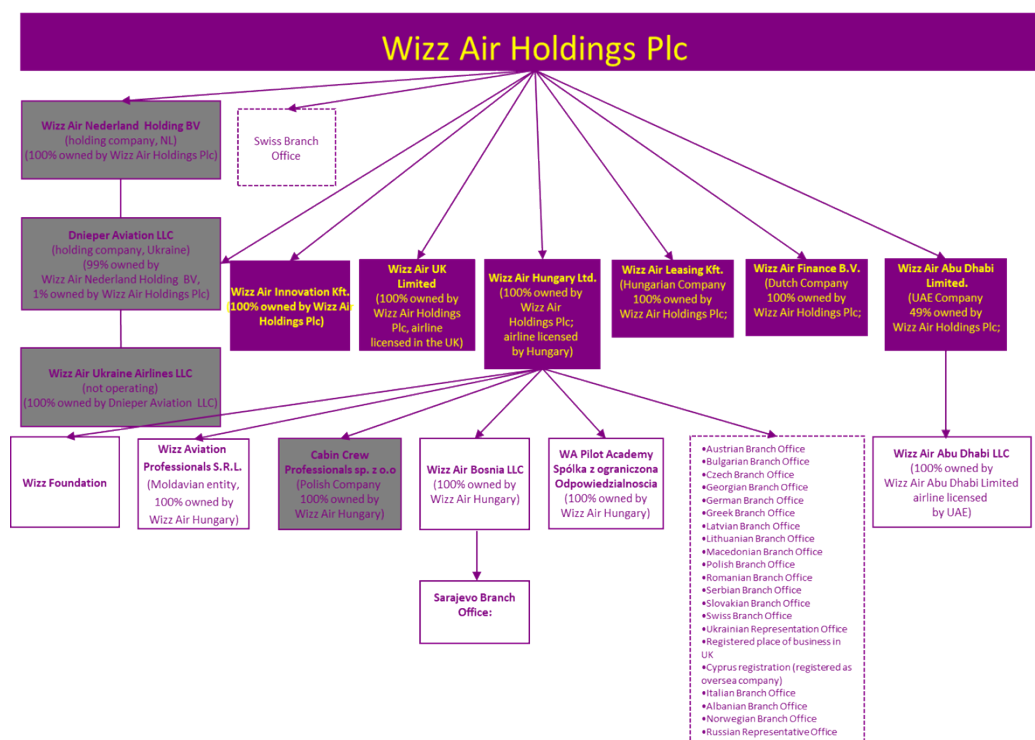 Wizz Air Holdings Plc
Wizz Air Nederland Holding BV
(holding company, NL)
(100% owned by Wizz Air Holdings Plc)
Swiss Branch
Office
Dnieper Aviation LLC
(holding company, Ukraine)
(99% owned by
Wizz Air Nederland Holding BV,
1% owned by Wizz Air Holdings Plc)
Wizz Air Innovation Kft.
(100% owned by Wizz Air
Holdings Plc)
Wizz Air UK
Limited
(100% owned by
Wizz Air Holdings
Plc, airline
licensed in the UK)
Wizz Air Hungary Ltd.
(100% owned by
Wizz Air
Holdings Plc;
airline licensed
by Hungary)
Wizz Air Leasing Kft.
(Hungarian Company
100% owned by
Wizz Air Holdings Plc;
Wizz Air Finance B.V.
(Dutch Company
100% owned by
Wizz Air Holdings Plc;
Wizz Air Abu Dhabi
Limited.
(UAE Company
49% owned by
Wizz Air Holdings Plc;
Wizz Air Ukraine Airlines LLC
(not operating)
(100% owned by Dnieper Aviation LLC)
Wizz Foundation
Wizz Aviation
Professionals S.R.L.
(Moldavian entity,
100% owned by
Wizz Air Hungary)
Cabin Crew
Professionals sp. z o.o
(Polish Company
100% owned by
Wizz Air Hungary)
Wizz Air Bosnia LLC
(100% owned by
Wizz Air Hungary)
WA Pilot Academy
Spólka z ograniczona
Odpowiedzialnoscia
(100% owned by
Wizz Air Hungary)
•Austrian Branch Office
•Bulgarian Branch Office
•Czech Branch Office
•Georgian Branch Office
•German Branch Office
•Greek Branch Office
•Latvian Branch Office
•Lithuanian Branch Office
•Macedonian Branch Office
•Polish Branch Office
•Romanian Branch Office
•Serbian Branch Office
•Slovakian Branch Office
•Swiss Branch Office
•Ukrainian Representation Office
•Registered place of business in
UK
•Cyprus registration (registered as
oversea company)
•Italian Branch Office
•Albanian Branch Office
•Norwegian Branch Office
•Russian Representative Office
Wizz Air Abu Dhabi LLC
(100% owned by
Wizz Air Abu Dhabi Limited
airline licensed
by UAE)
Sarajevo Branch
Office: